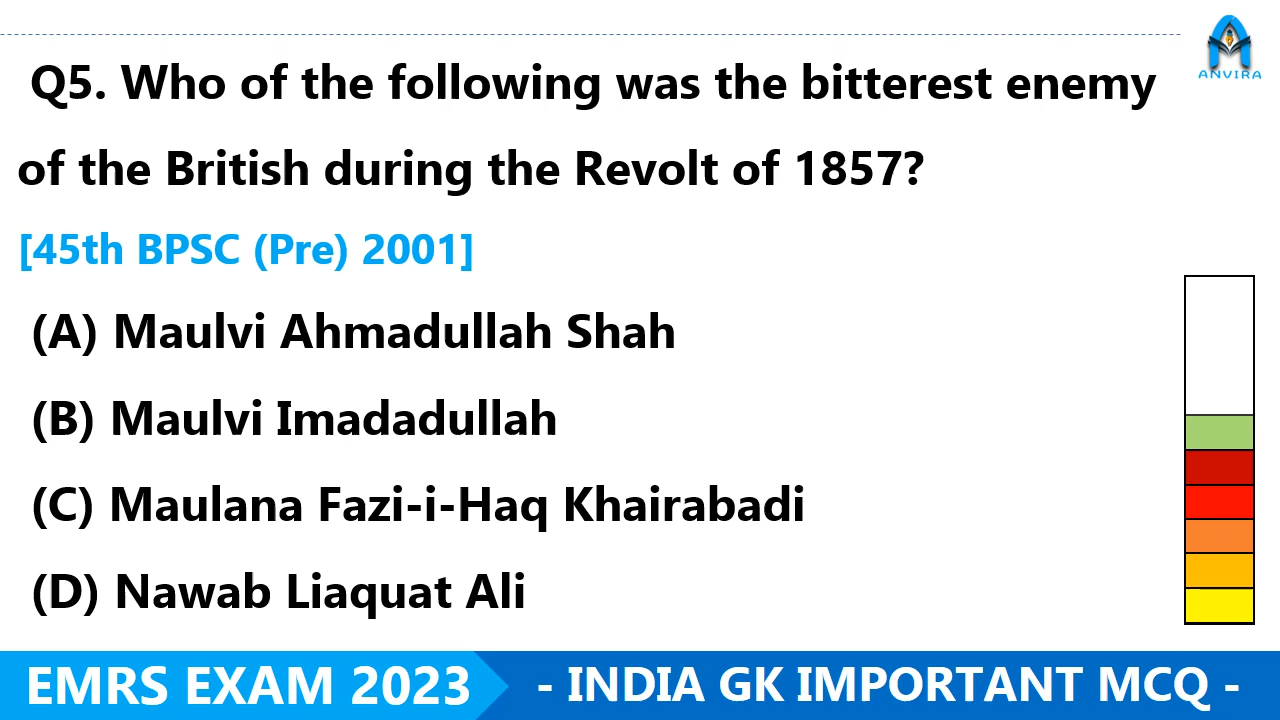 ANVIRA
Q5. Who of the following was the bitterest enemy
of the British during the Revolt of 1857?
[45th BPSC (Pre) 2001]
(A) Maulvi Ahmadullah Shah
(B) Maulvi Imadadullah
(C) Maulana Fazi-i-Haq Khairabadi
(D) Nawab Liaquat Ali
EMRS EXAM 2023 - INDIA GK IMPORTANT MCQ -